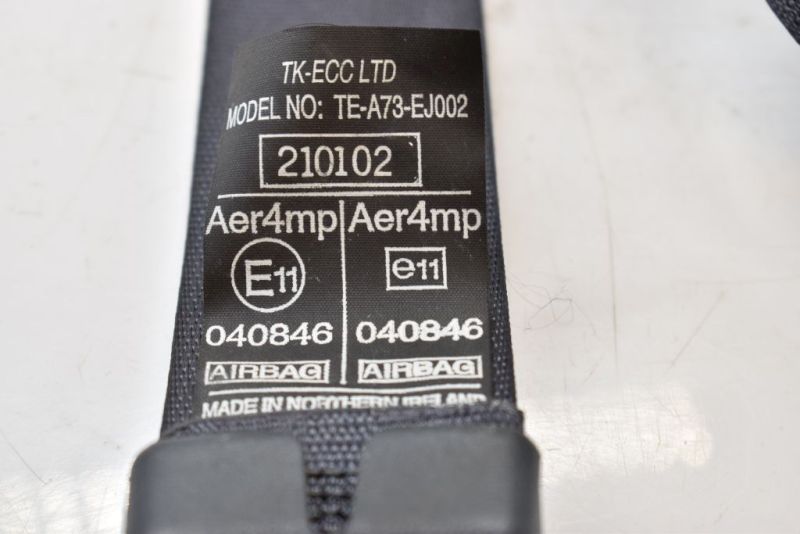 TK-ECC LTD
MODEL NO: TE-A73-EJ002
210102
Aer4mp Aer4mp
E11 e11
040846 040846
AIRBAG AIRBAG
MADE IN NORTHERN IRELAND